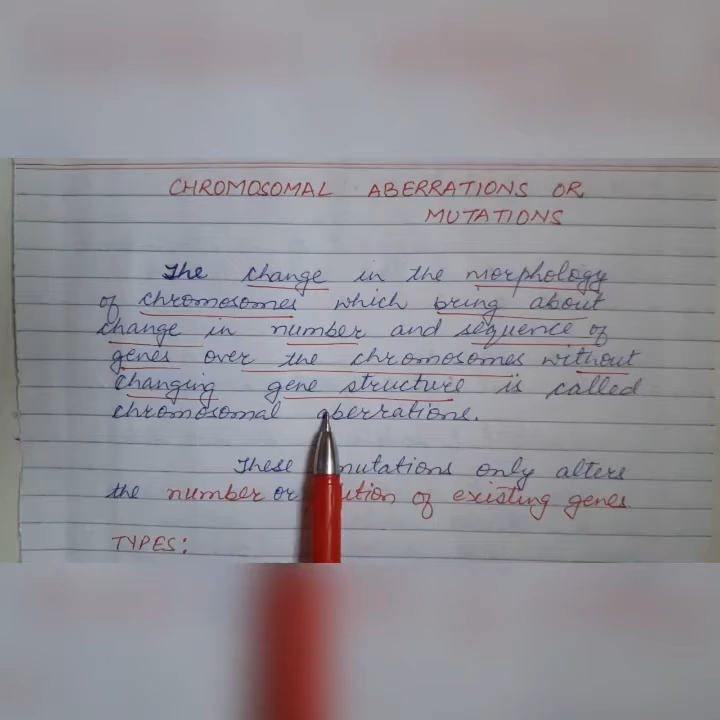 CHROMOSOMAL ABERRATIONS OR
MUTATIONS
The change in the morphology
of chromosomes which bring about
change in number and sequence of
genes over the chromosomes without
changing gene structure is called
chromosomal aberrations.
These mutations only alters
the number or of existing genes
TYPES: